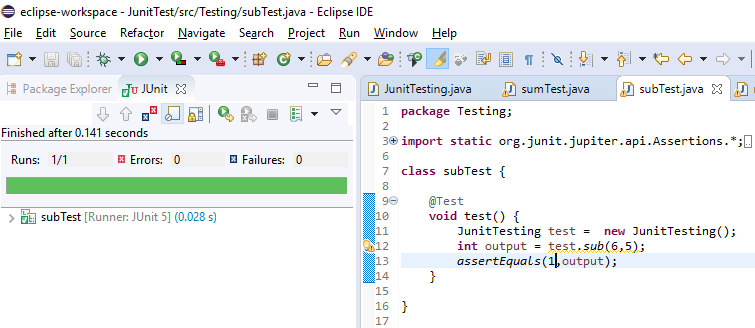 eclipse-workspace - JunitTest/src/Testing/subTest.java - Eclipse IDE
File Edit Source Refactor Navigate Search Project Run Window Help
Package Explorer JUnit
Finished after 0.141 seconds
Runs: 1/1 Errors: 0 Failures: 0
subTest [Runner: JUnit 5] (0.028 s)
JunitTesting.java sumTest.java subTest.java
1 package Testing;
2
3 import static org.junit.jupiter.api.Assertions.*;
6
7 class subTest {
8
9 @Test
10 void test() {
11 JunitTesting test = new JunitTesting();
12 int output = test.sub(6,5);
13 assertEquals(1,output);
14 }
15
16 }
17